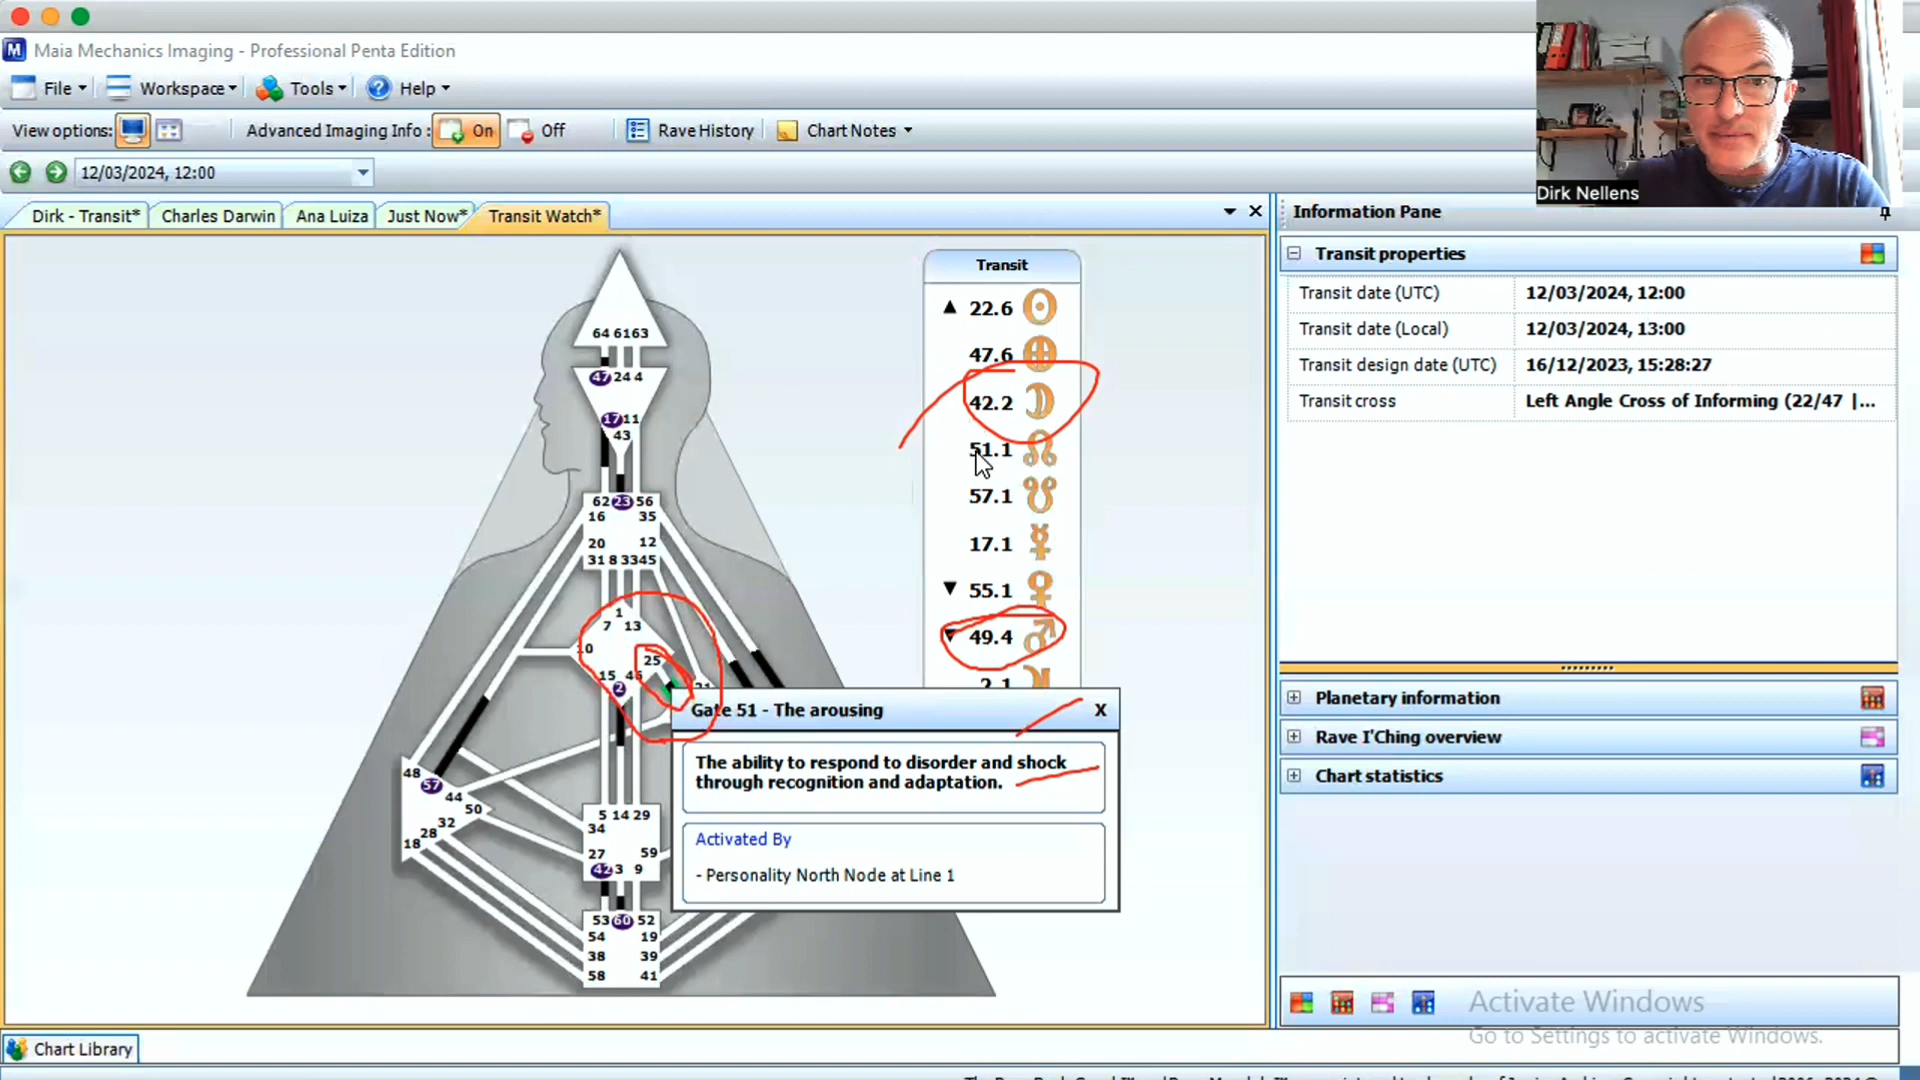 Maia Mechanics Imaging - Professional Penta Edition
File Workspace Tools Help
View options: Advanced Imaging Info : On Off Rave History Chart Notes
12/03/2024, 12:00
Dirk Nellens
Dirk - Transit* Charles Darwin Ana Luiza Just Now* Transit Watch*
Information Pane
Transit
Transit properties
Transit date (UTC) 12/03/2024, 12:00
Transit date (Local) 12/03/2024, 13:00
Transit design date (UTC) 16/12/2023, 15:28:27
Transit cross Left Angle Cross of Informing (22/47 |...
22.6
47.6
42.2
51.1
57.1
17.1
55.1
49.4
2.1
64 61 63
47 24 4
17 11
43
62 23 56
16 35
20 12
31 8 33 45
1
7 13
10 25
15 46
2
21
48
57
44
50
32
28
18
5 14 29
34
27 59
42 3 9
53 60 52
54 19
38 39
58 41
Gate 51 - The arousing X
The ability to respond to disorder and shock
through recognition and adaptation.
Activated By
- Personality North Node at Line 1
Planetary information
Rave I'Ching overview
Chart statistics
Activate Windows
Go to Settings to activate Windows.
Chart Library